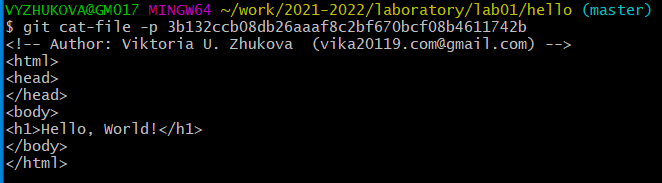 VYZHUKOVA@GM017 MINGW64 ~/work/2021-2022/laboratory/lab01/hello (master)
$ git cat-file -p 3b132ccb08db26aaaf8c2bf670bcf08b4611742b
<!-- Author: Viktoria U. Zhukova  (vika20119.com@gmail.com) -->
<html>
<head>
</head>
<body>
<h1>Hello, World!</h1>
</body>
</html>